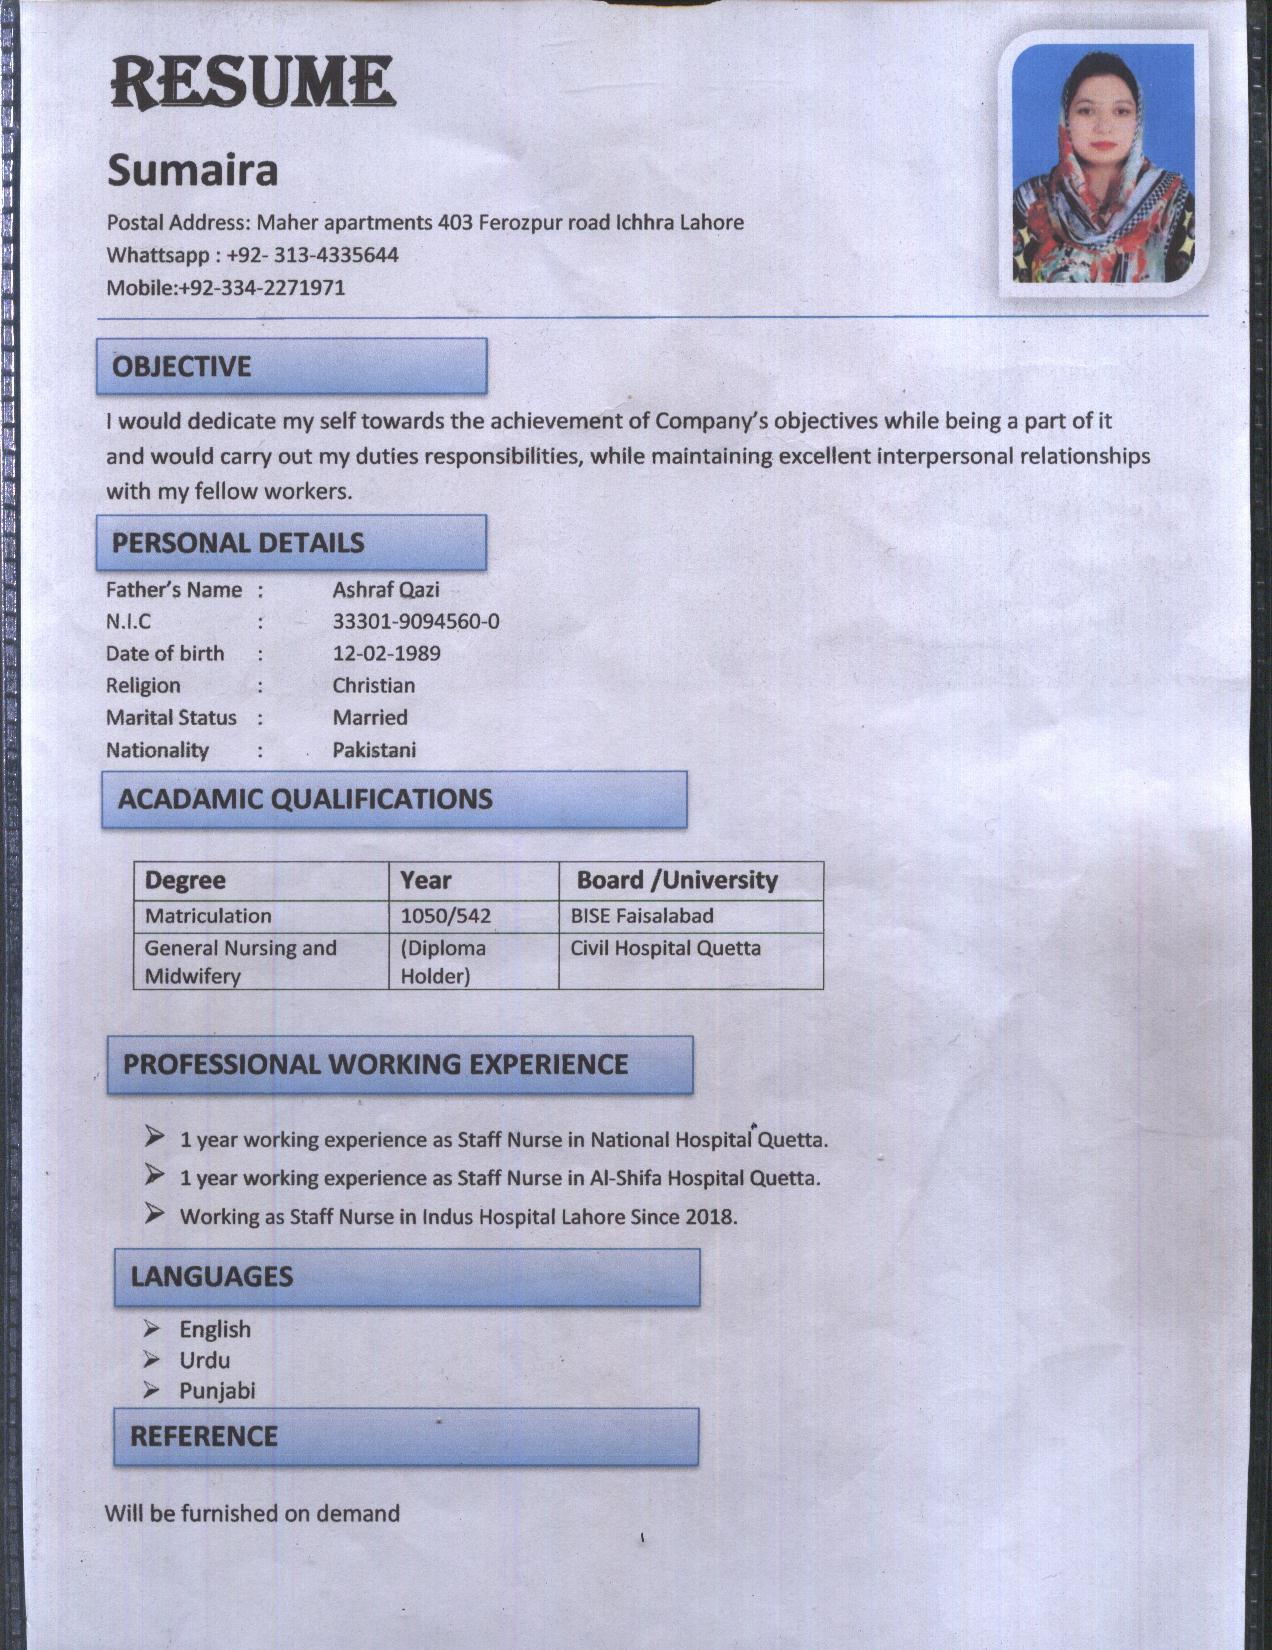 RESUME
Sumaira
Postal Address: Maher apartments 403 Ferozpur road Ichhra Lahore
Whattsapp : +92- 313-4335644
Mobile:+92-334-2271971
OBJECTIVE
I would dedicate my self towards the achievement of Company's objectives while being a part of it
and would carry out my duties responsibilities, while maintaining excellent interpersonal relationships
with my fellow workers.
PERSONAL DETAILS
Father's Name : Ashraf Qazi
N.I.C : 33301-9094560-0
Date of birth : 12-02-1989
Religion : Christian
Marital Status : Married
Nationality : Pakistani
ACADAMIC QUALIFICATIONS
Degree Year Board /University
Matriculation 1050/542 BISE Faisalabad
General Nursing and (Diploma Civil Hospital Quetta
Midwifery Holder)
PROFESSIONAL WORKING EXPERIENCE
1 year working experience as Staff Nurse in National Hospital Quetta.
1 year working experience as Staff Nurse in Al-Shifa Hospital Quetta.
Working as Staff Nurse in Indus Hospital Lahore Since 2018.
LANGUAGES
English
Urdu
Punjabi
REFERENCE
Will be furnished on demand